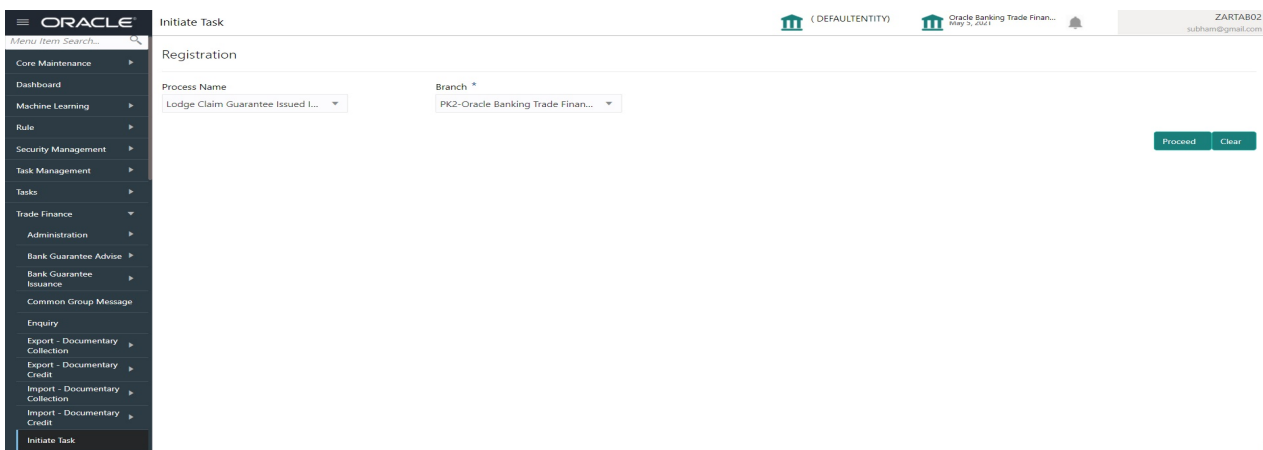 ORACLE
Initiate Task
( DEFAULTENTITY)
Oracle Banking Trade Finan...
May 5, 2021
ZARTAB02
subham@gmail.com
Menu Item Search...
Core Maintenance
Dashboard
Machine Learning
Rule
Security Management
Task Management
Tasks
Trade Finance
Administration
Bank Guarantee Advise
Bank Guarantee
Issuance
Common Group Message
Enquiry
Export - Documentary
Collection
Export - Documentary
Credit
Import - Documentary
Collection
Import - Documentary
Credit
Initiate Task
Registration
Process Name
Branch *
Lodge Claim Guarantee Issued I...
PK2-Oracle Banking Trade Finan...
Proceed
Clear